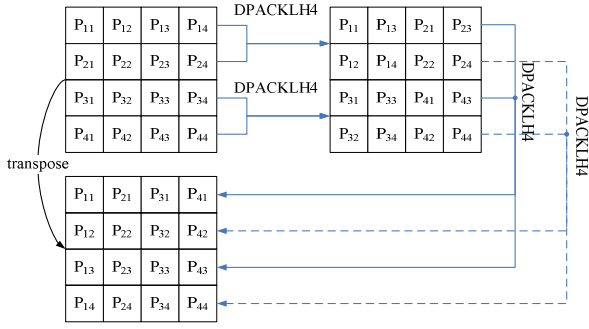 DPACKLH4
P₁₁ P₁₂ P₁₃ P₁₄
P₂₁ P₂₂ P₂₃ P₂₄
P₃₁ P₃₂ P₃₃ P₃₄
P₄₁ P₄₂ P₄₃ P₄₄
DPACKLH4
P₁₁ P₁₃ P₂₁ P₂₃
P₁₂ P₁₄ P₂₂ P₂₄
P₃₁ P₃₃ P₄₁ P₄₃
P₃₂ P₃₄ P₄₂ P₄₄
DPACKLH4
DPACKLH4
transpose
P₁₁ P₂₁ P₃₁ P₄₁
P₁₂ P₂₂ P₃₂ P₄₂
P₁₃ P₂₃ P₃₃ P₄₃
P₁₄ P₂₄ P₃₄ P₄₄